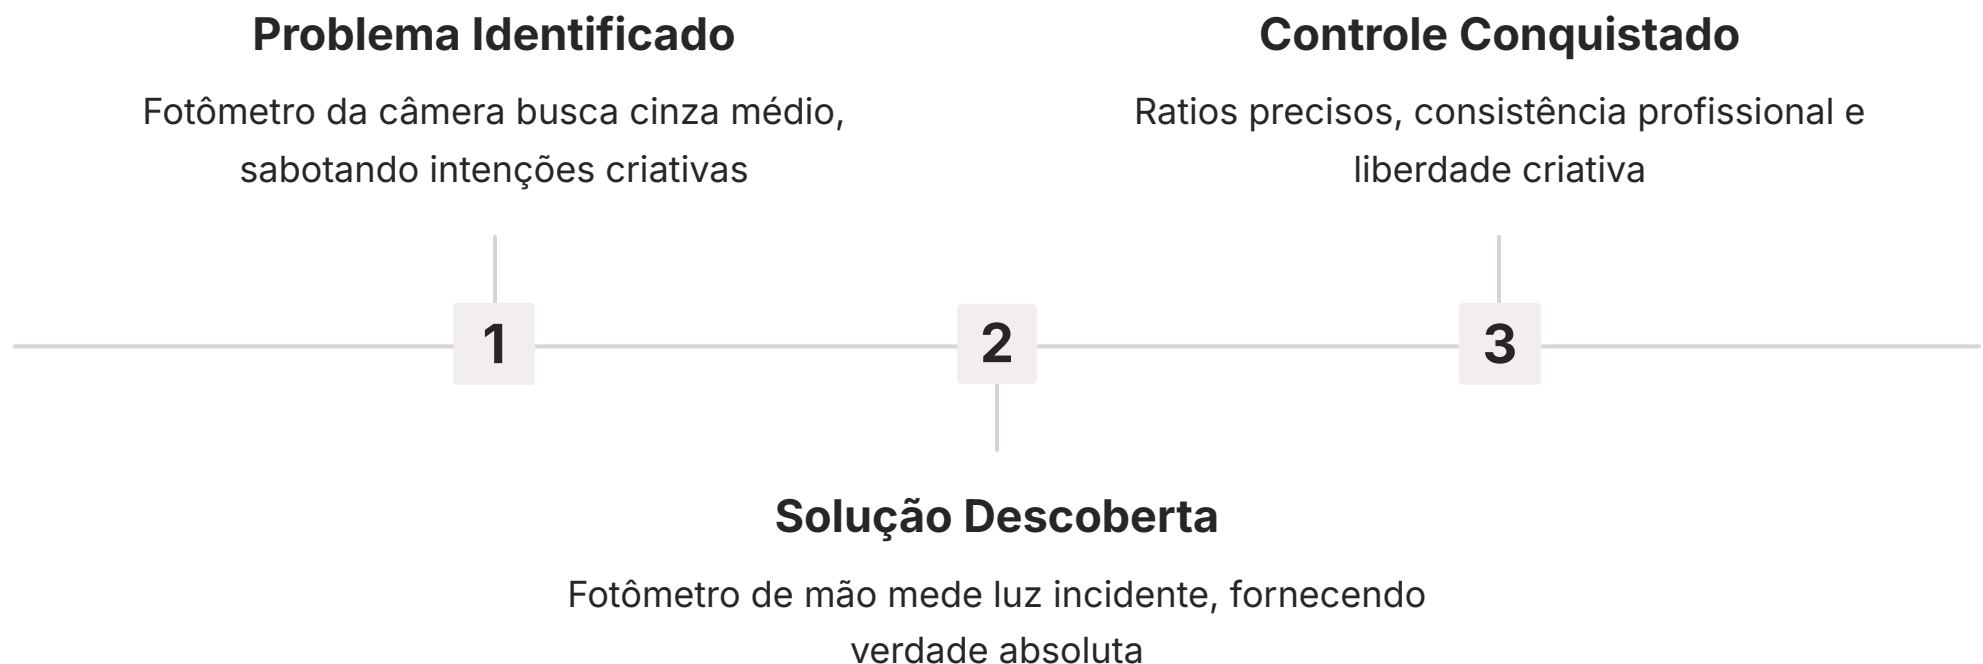 Problema Identificado
Fotômetro da câmera busca cinza médio,
sabotando intenções criativas
Controle Conquistado
Ratios precisos, consistência profissional e
liberdade criativa
1
2
3
Solução Descoberta
Fotômetro de mão mede luz incidente, fornecendo
verdade absoluta